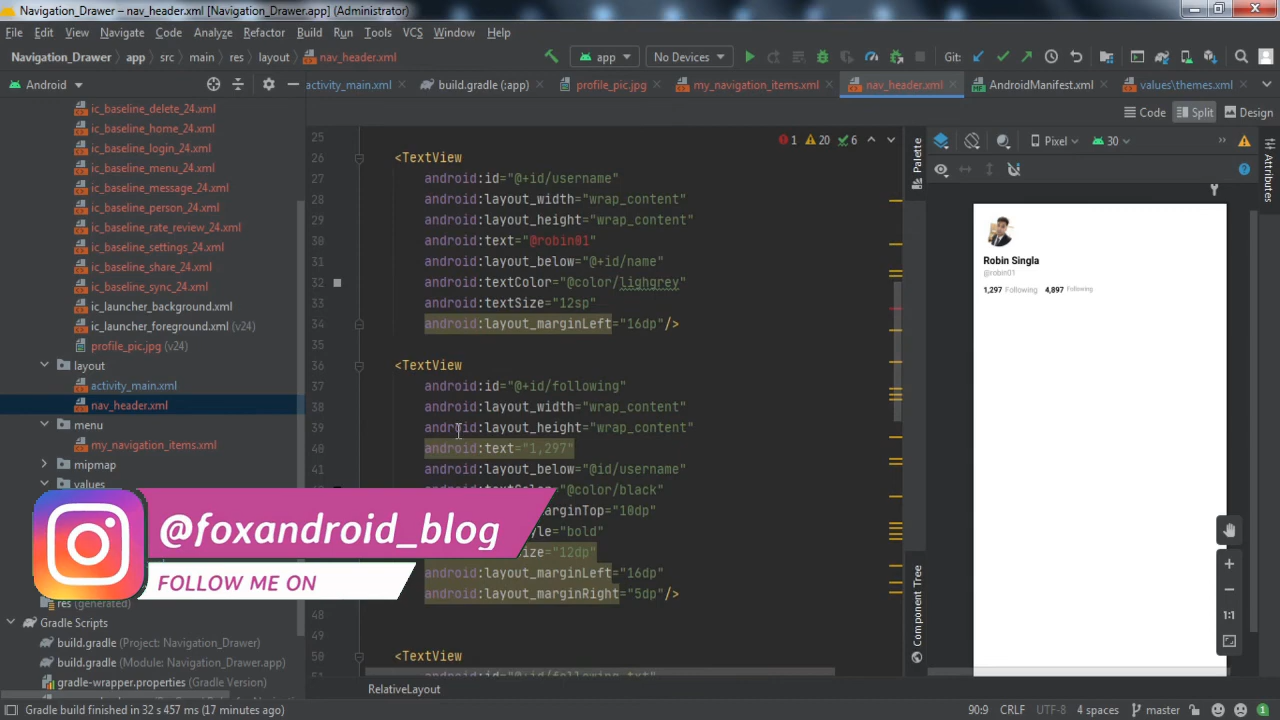 Navigation_Drawer – nav_header.xml [Navigation_Drawer.app] (Administrator)
File Edit View Navigate Code Analyze Refactor Build Run Tools VCS Window Help
Navigation_Drawer app src main res layout nav_header.xml app No Devices Git:
Android activity_main.xml build.gradle (:app) profile_pic.jpg my_navigation_items.xml nav_header.xml AndroidManifest.xml values\themes.xml
Code Split Design
ic_baseline_delete_24.xml
ic_baseline_home_24.xml
ic_baseline_login_24.xml
ic_baseline_menu_24.xml
ic_baseline_message_24.xml
ic_baseline_person_24.xml
ic_baseline_rate_review_24.xml
ic_baseline_settings_24.xml
ic_baseline_share_24.xml
ic_baseline_sync_24.xml
ic_launcher_background.xml
ic_launcher_foreground.xml (v24)
profile_pic.jpg (v24)
layout
activity_main.xml
nav_header.xml
menu
my_navigation_items.xml
mipmap
values
res (generated)
Gradle Scripts
build.gradle (Project: Navigation_Drawer)
build.gradle (Module: Navigation_Drawer.app)
gradle-wrapper.properties (Gradle Version)
1 20 6
25
26 <TextView
27 android:id="@+id/username"
28 android:layout_width="wrap_content"
29 android:layout_height="wrap_content"
30 android:text="@robin01"
31 android:layout_below="@+id/name"
32 android:textColor="@color/lighgrey"
33 android:textSize="12sp"
34 android:layout_marginLeft="16dp"/>
35
36 <TextView
37 android:id="@+id/following"
38 android:layout_width="wrap_content"
39 android:layout_height="wrap_content"
40 android:text="1,297"
41 android:layout_below="@id/username"
"@color/black"
arginTop="10dp"
yle="bold"
ize="12dp"
android:layout_marginLeft="16dp"
android:layout_marginRight="5dp"/>
48
49
50 <TextView
RelativeLayout
Palette
Component Tree
Pixel 30
Attributes
Robin Singla
@robin01
1,297 Following 4,897 Following
1:1
@foxandroid_blog
FOLLOW ME ON
Gradle build finished in 32 s 457 ms (17 minutes ago)
90:9 CRLF UTF-8 4 spaces master 1